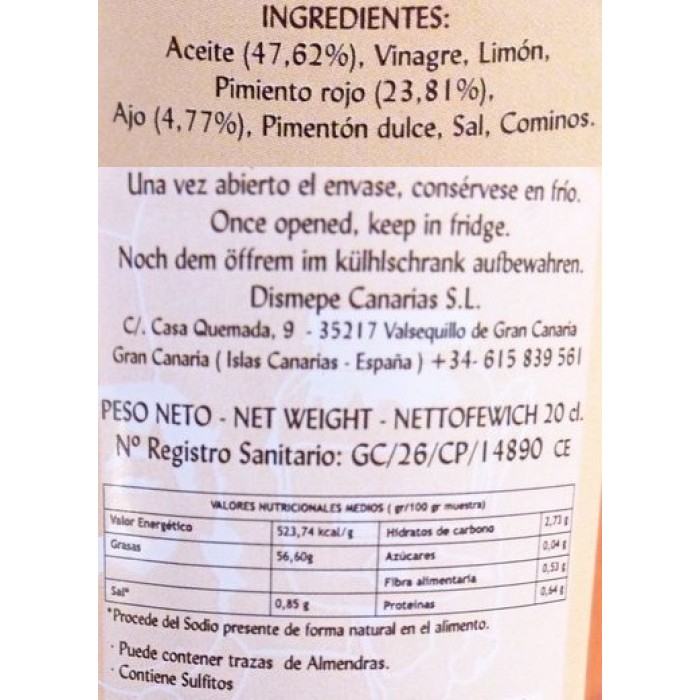 INGREDIENTES:
Aceite (47,62%), Vinagre, Limón,
Pimiento rojo (23,81%),
Ajo (4,77%), Pimentón dulce, Sal, Cominos.
Una vez abierto el envase, consérvese en frío.
Once opened, keep in fridge.
Noch dem öffrem im külhlschrank aufbewahren.
Dismepe Canarias S.L.
C/. Casa Quemada, 9 - 35217 Valsequillo de Gran Canaria
Gran Canaria ( Islas Canarias - España ) +34- 615 839 561
PESO NETO - NET WEIGHT - NETTOFEWICH 20 cl.
Nº Registro Sanitario: GC/26/CP/14890 CE
VALORES NUTRICIONALES MEDIOS ( gr/100 gr muestra)
Valor Energético 523,74 kcal/g Hidratos de carbono 2,73 g
Grasas 56,60g Azúcares 0,04 g
Fibra alimentaria 0,53 g
Sal* 0,85 g Proteinas 0,64 g
*Procede del Sodio presente de forma natural en el alimento.
· Puede contener trazas de Almendras.
· Contiene Sulfitos